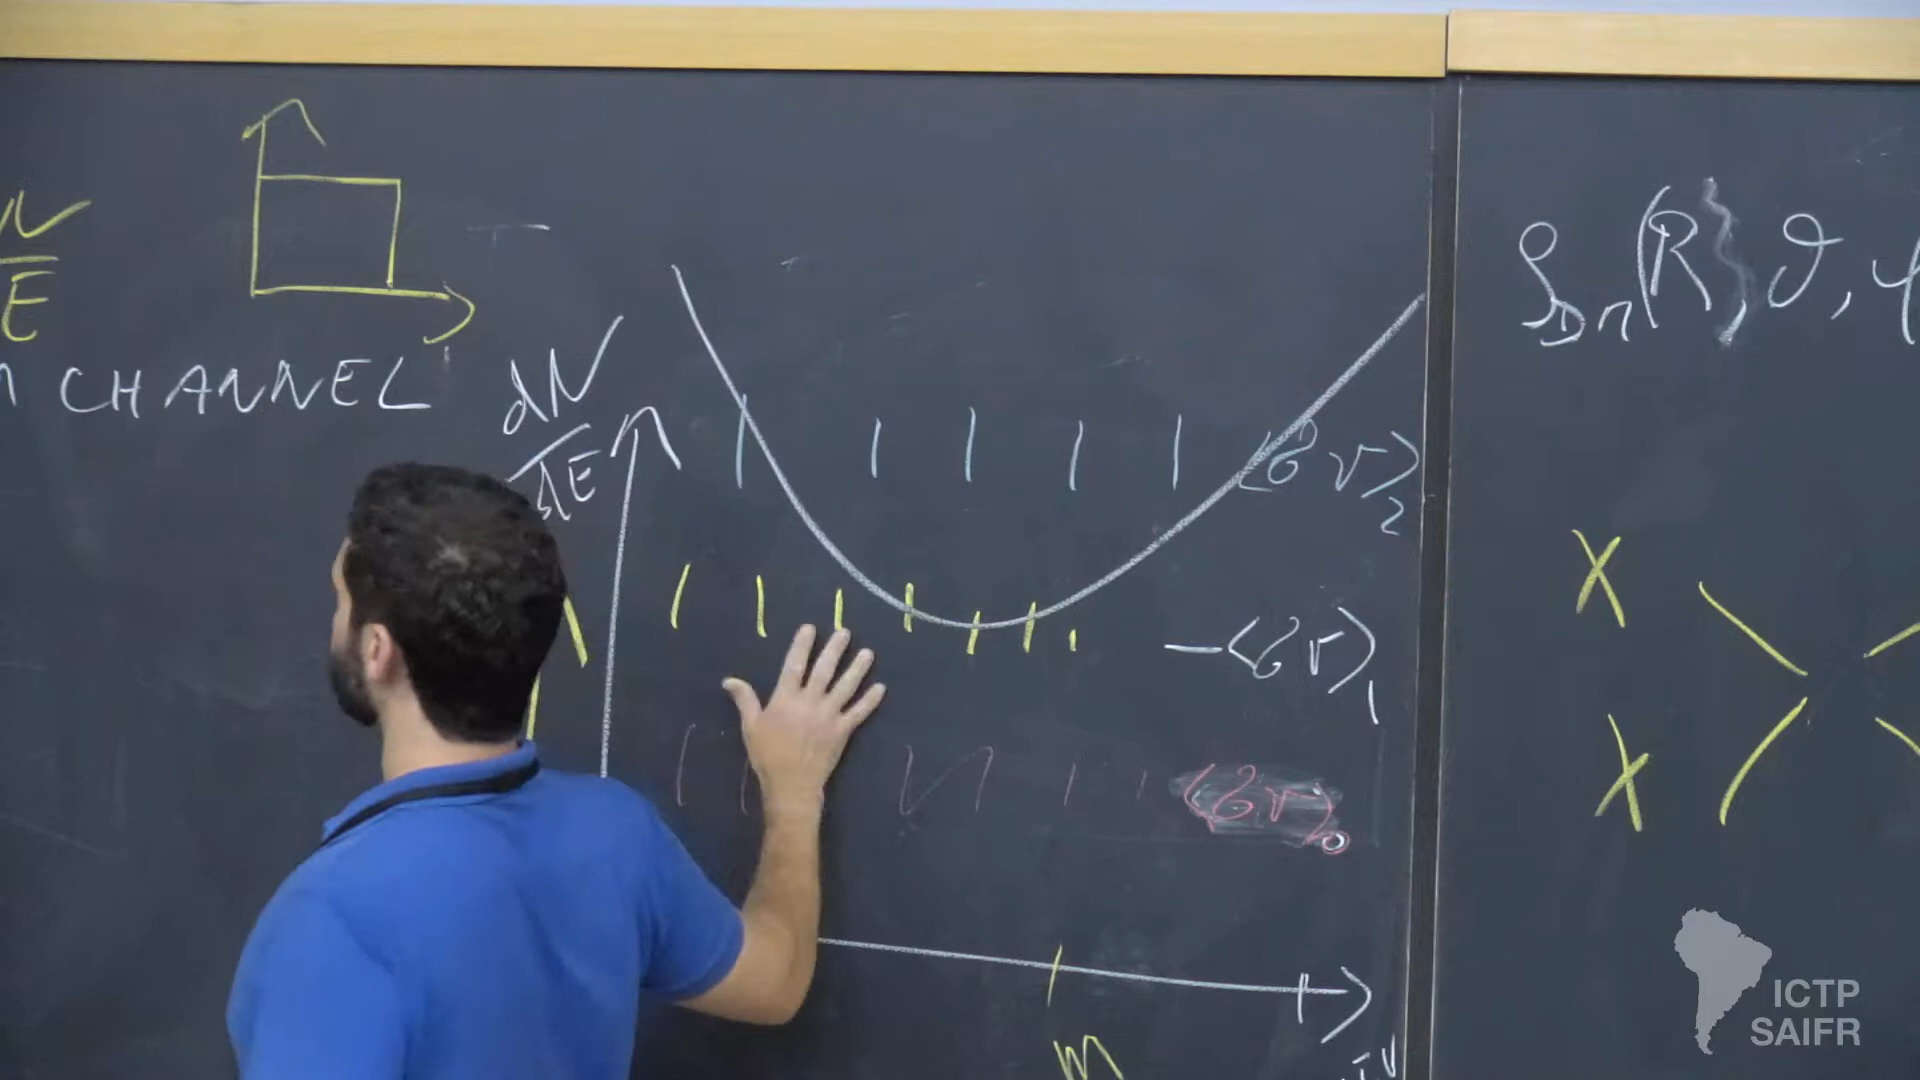 N
E
CHANNEL
dN
dE
⟨σv⟩₂
-⟨σv⟩₁
⟨σv⟩₀
m
ρ_DM(R, θ, φ
X
X
ICTP
SAIFR